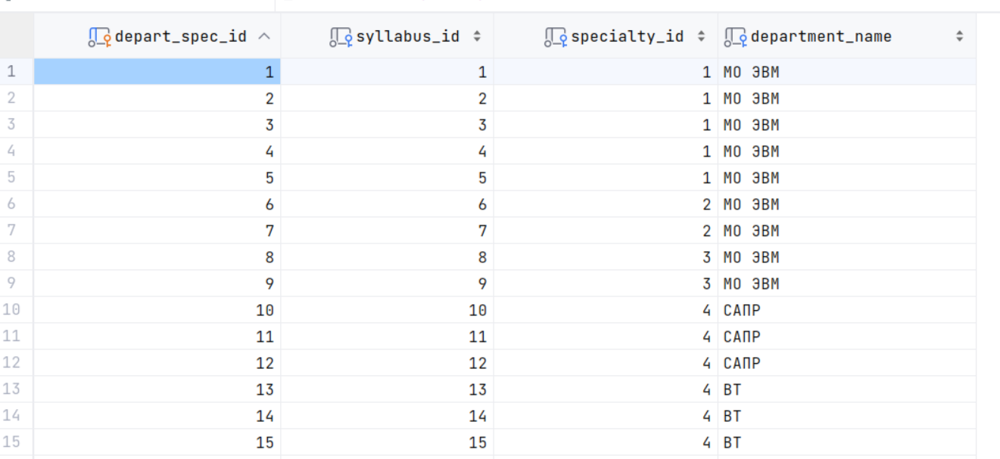 depart_spec_id syllabus_id specialty_id department_name
1 1 1 1 МО ЭВМ
2 2 2 1 МО ЭВМ
3 3 3 1 МО ЭВМ
4 4 4 1 МО ЭВМ
5 5 5 1 МО ЭВМ
6 6 6 2 МО ЭВМ
7 7 7 2 МО ЭВМ
8 8 8 3 МО ЭВМ
9 9 9 3 МО ЭВМ
10 10 10 4 САПР
11 11 11 4 САПР
12 12 12 4 САПР
13 13 13 4 ВТ
14 14 14 4 ВТ
15 15 15 4 ВТ